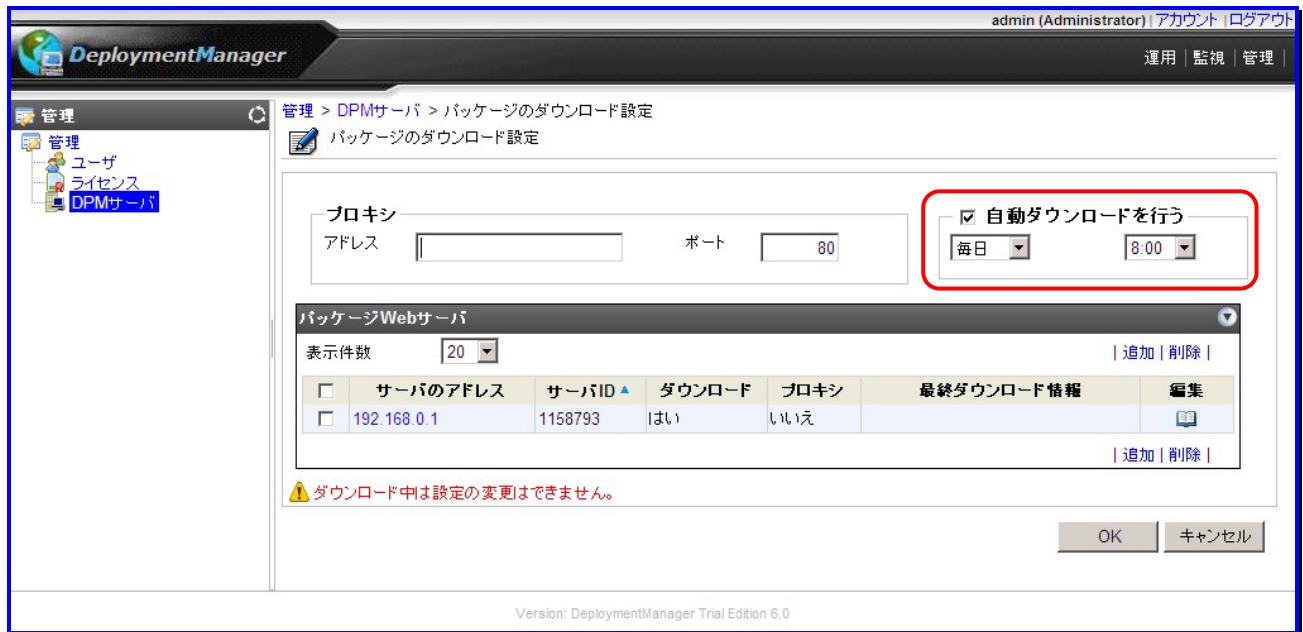 admin (Administrator) | アカウント | ログアウト
DeploymentManager
運用 | 監視 | 管理 |
管理
管理
ユーザ
ライセンス
DPMサーバ
管理 > DPMサーバ > パッケージのダウンロード設定
パッケージのダウンロード設定
プロキシ
アドレス ポート 80
自動ダウンロードを行う
毎日 8:00
パッケージWebサーバ
表示件数 20 | 追加 | 削除 |
サーバのアドレス サーバID ダウンロード プロキシ 最終ダウンロード情報 編集
192.168.0.1 1158793 はい いいえ
| 追加 | 削除 |
ダウンロード中は設定の変更はできません。
OK キャンセル
Version: DeploymentManager Trial Edition 6.0